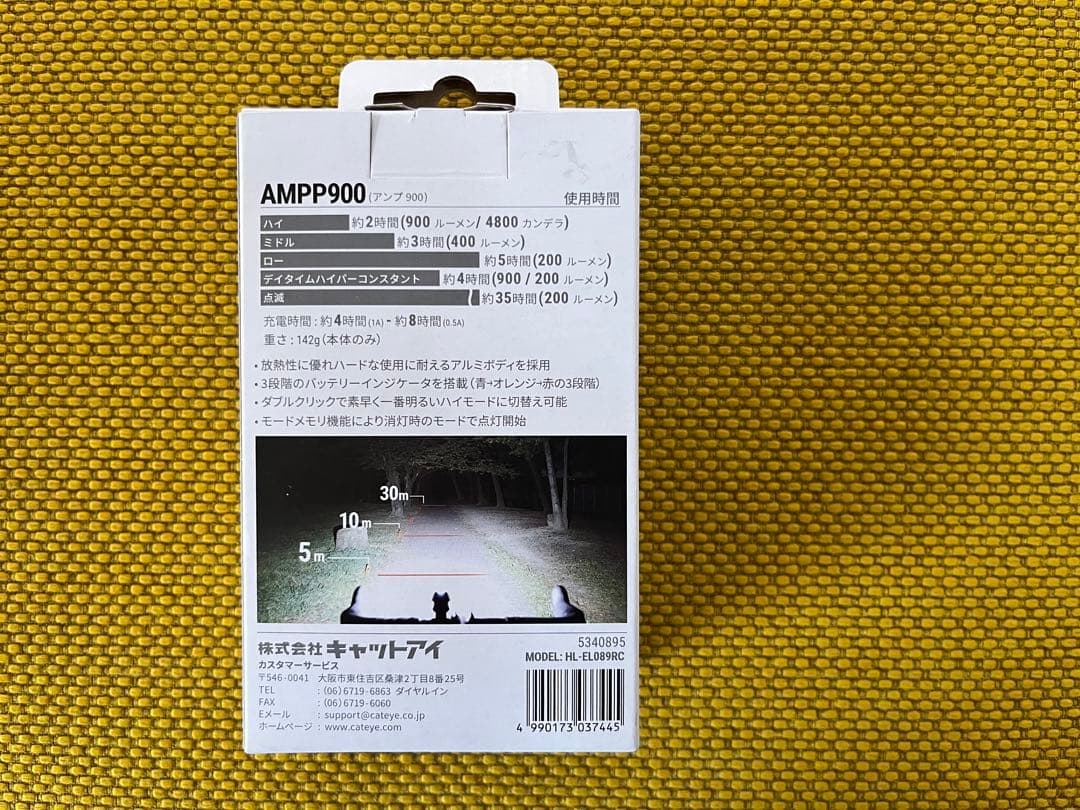 AMPP900 (アンプ 900) 使用時間
ハイ 約2時間(900 ルーメン/ 4800 カンデラ)
ミドル 約3時間(400 ルーメン)
ロー 約5時間(200 ルーメン)
デイタイムハイパーコンスタント 約4時間(900 / 200 ルーメン)
点滅 約35時間(200 ルーメン)
充電時間 : 約4時間(1A) - 約8時間(0.5A)
重さ : 142g(本体のみ)
・放熱性に優れハードな使用に耐えるアルミボディを採用
・3段階のバッテリーインジケータを搭載(青→オレンジ→赤の3段階)
・ダブルクリックで素早く一番明るいハイモードに切替え可能
・モードメモリ機能により消灯時のモードで点灯開始
30m
10m
5m
株式会社 キャットアイ
カスタマーサービス
〒546-0041 大阪市東住吉区桑津2丁目8番25号
TEL : (06)6719-6863 ダイヤルイン
FAX : (06)6719-6060
Eメール : support@cateye.co.jp
ホームページ : www.cateye.com
5340895
MODEL: HL-EL089RC
4 990173 037445